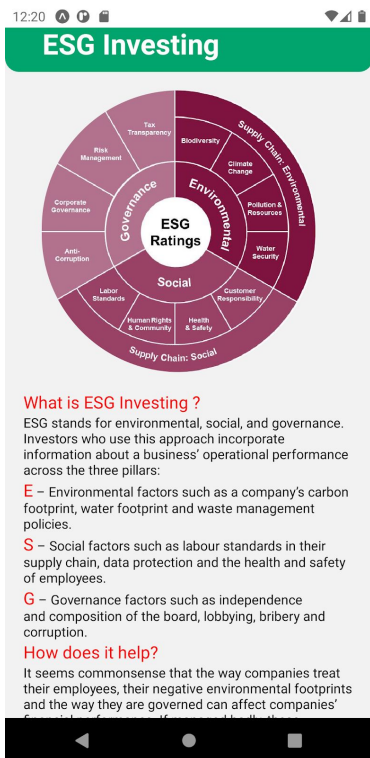 12:20
ESG Investing
Tax
Transparency
Risk
Management
Corporate
Governance
Anti-
Corruption
Governance
Biodiversity
Climate
Change
Pollution &
Resources
Water
Security
Environmental
Supply Chain: Environmental
ESG
Ratings
Social
Labor
Standards
Human Rights
& Community
Health
& Safety
Customer
Responsibility
Supply Chain: Social
What is ESG Investing ?
ESG stands for environmental, social, and governance.
Investors who use this approach incorporate
information about a business’ operational performance
across the three pillars:
E – Environmental factors such as a company’s carbon
footprint, water footprint and waste management
policies.
S – Social factors such as labour standards in their
supply chain, data protection and the health and safety
of employees.
G – Governance factors such as independence
and composition of the board, lobbying, bribery and
corruption.
How does it help?
It seems commonsense that the way companies treat
their employees, their negative environmental footprints
and the way they are governed can affect companies’